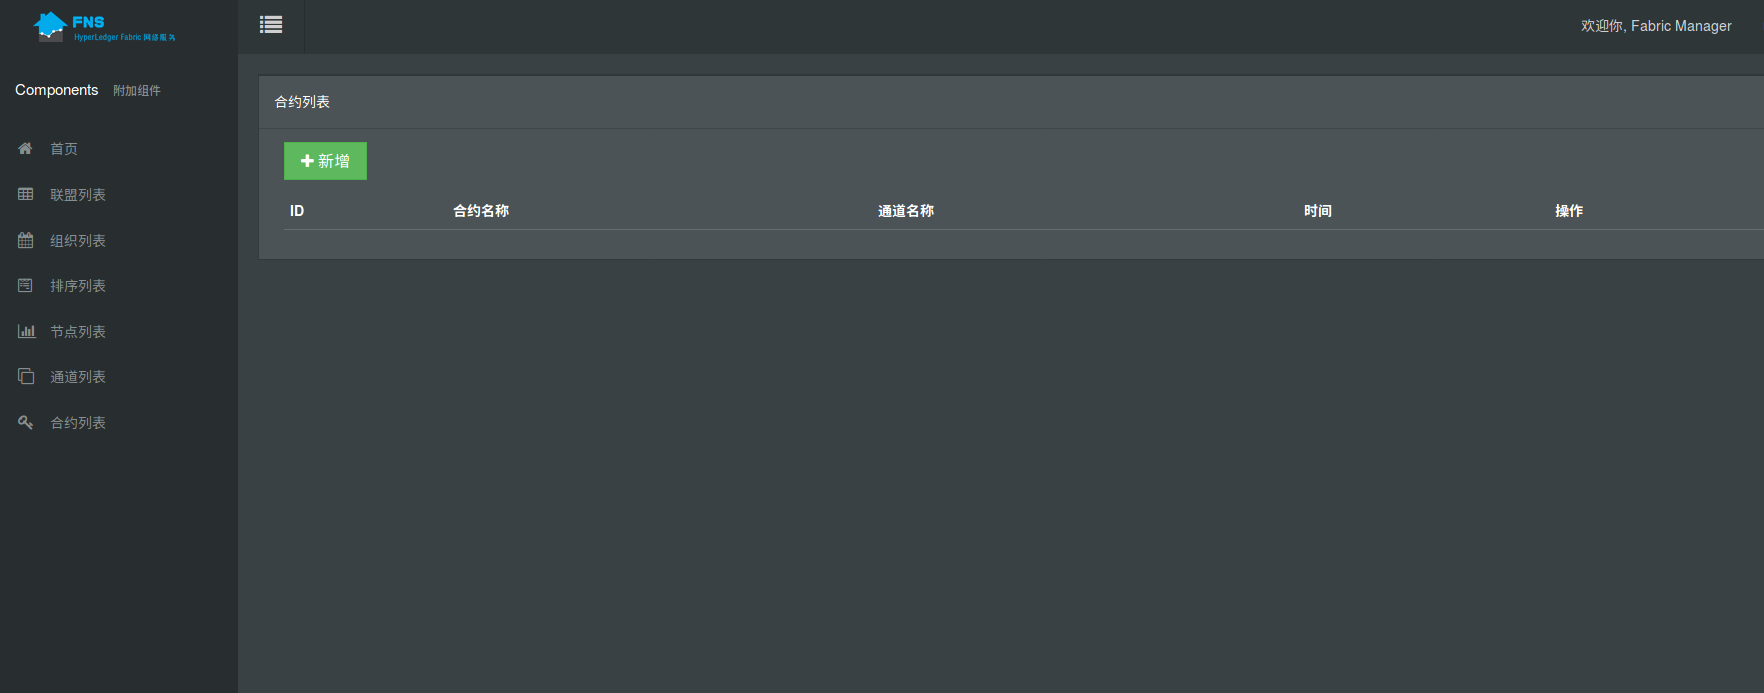 FNS
HyperLedger Fabric 网络服务
欢迎你, Fabric Manager
Components 附加组件
首页
联盟列表
组织列表
排序列表
节点列表
通道列表
合约列表
合约列表
新增
ID 合约名称 通道名称 时间 操作